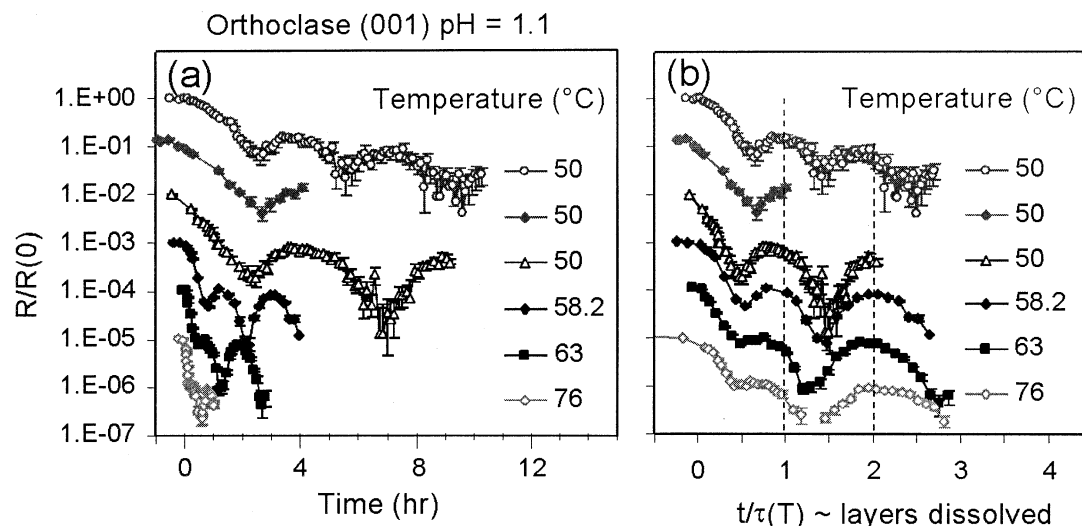 Orthoclase (001) pH = 1.1
(a)
Temperature (°C)
50
50
50
58.2
63
76
R/R(0)
1.E+00
1.E-01
1.E-02
1.E-03
1.E-04
1.E-05
1.E-06
1.E-07
0
4
8
12
Time (hr)
(b)
Temperature (°C)
50
50
50
58.2
63
76
0
1
2
3
4
t/τ(T) ~ layers dissolved